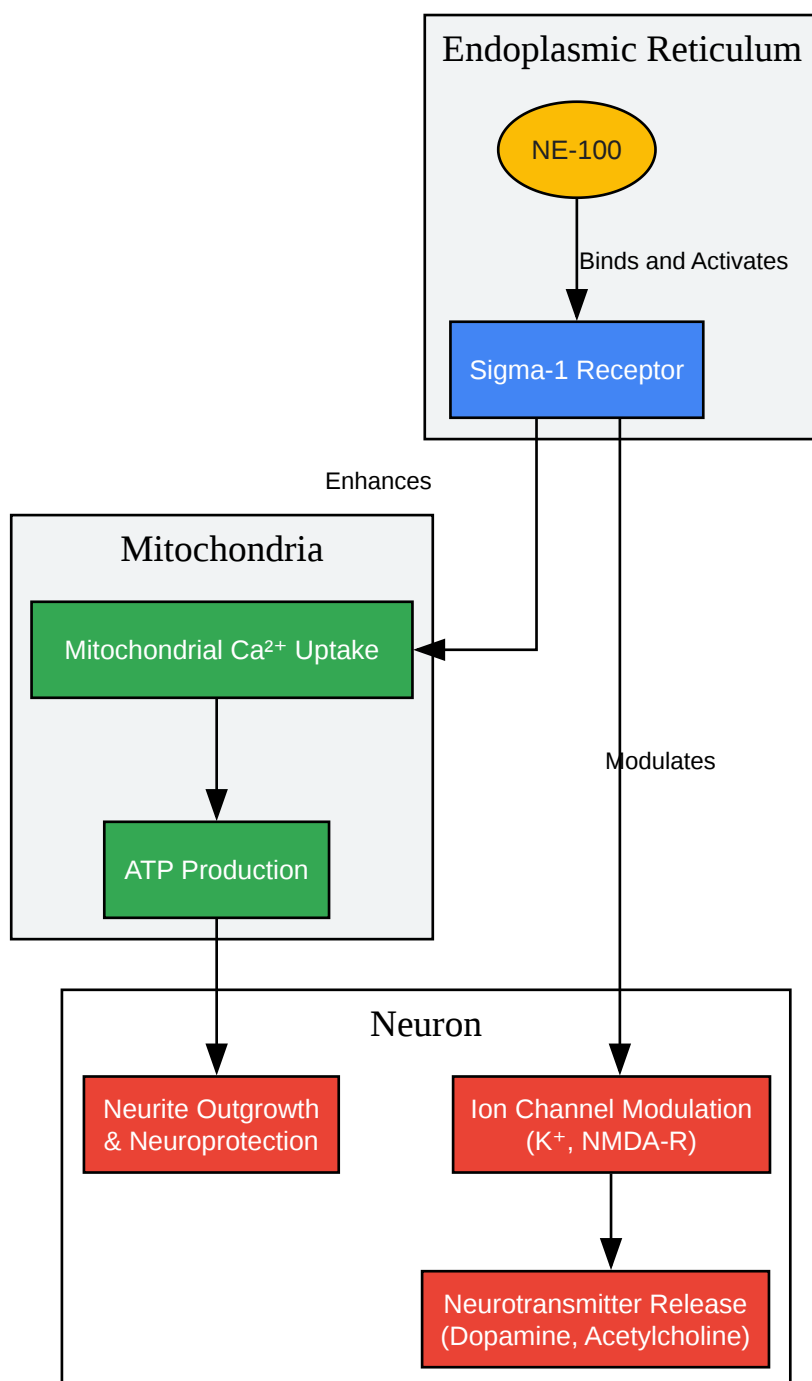 Endoplasmic Reticulum
NE-100
Binds and Activates
Sigma-1 Receptor
Enhances
Mitochondria
Mitochondrial Ca²⁺ Uptake
Modulates
ATP Production
Neuron
Neurite Outgrowth
& Neuroprotection
Ion Channel Modulation
(K⁺, NMDA-R)
Neurotransmitter Release
(Dopamine, Acetylcholine)